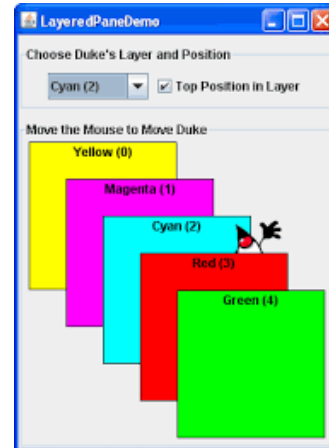 LayeredPaneDemo
Choose Duke's Layer and Position
Cyan (2) Top Position in Layer
Move the Mouse to Move Duke
Yellow (0)
Magenta (1)
Cyan (2)
Red (3)
Green (4)